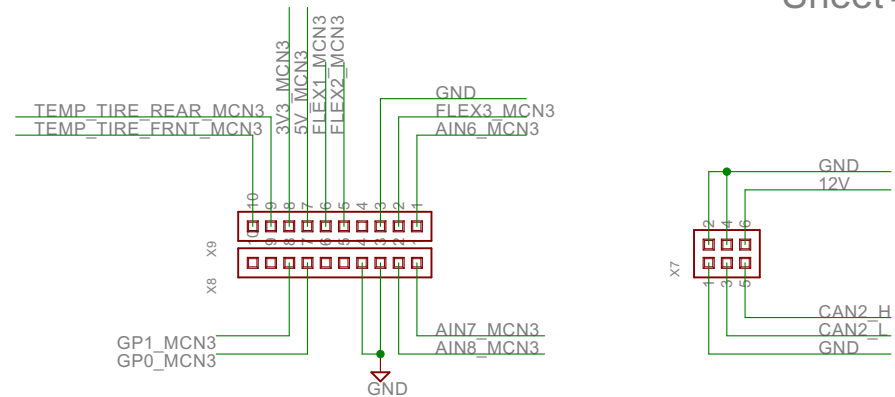 Sheet
3V3_MCN3
5V_MCN3
FLEX1_MCN3
FLEX2_MCN3
GND
TEMP_TIRE_REAR_MCN3
FLEX3_MCN3
TEMP_TIRE_FRNT_MCN3
AIN6_MCN3
GND
12V
10 9 8 7 6 5 4 3 2 1
2 4 6
X9
10 9 8 7 6 5 4 3 2 1
X7
X8
1 3 5
CAN2_H
AIN7_MCN3
CAN2_L
GP1_MCN3
AIN8_MCN3
GND
GP0_MCN3
GND